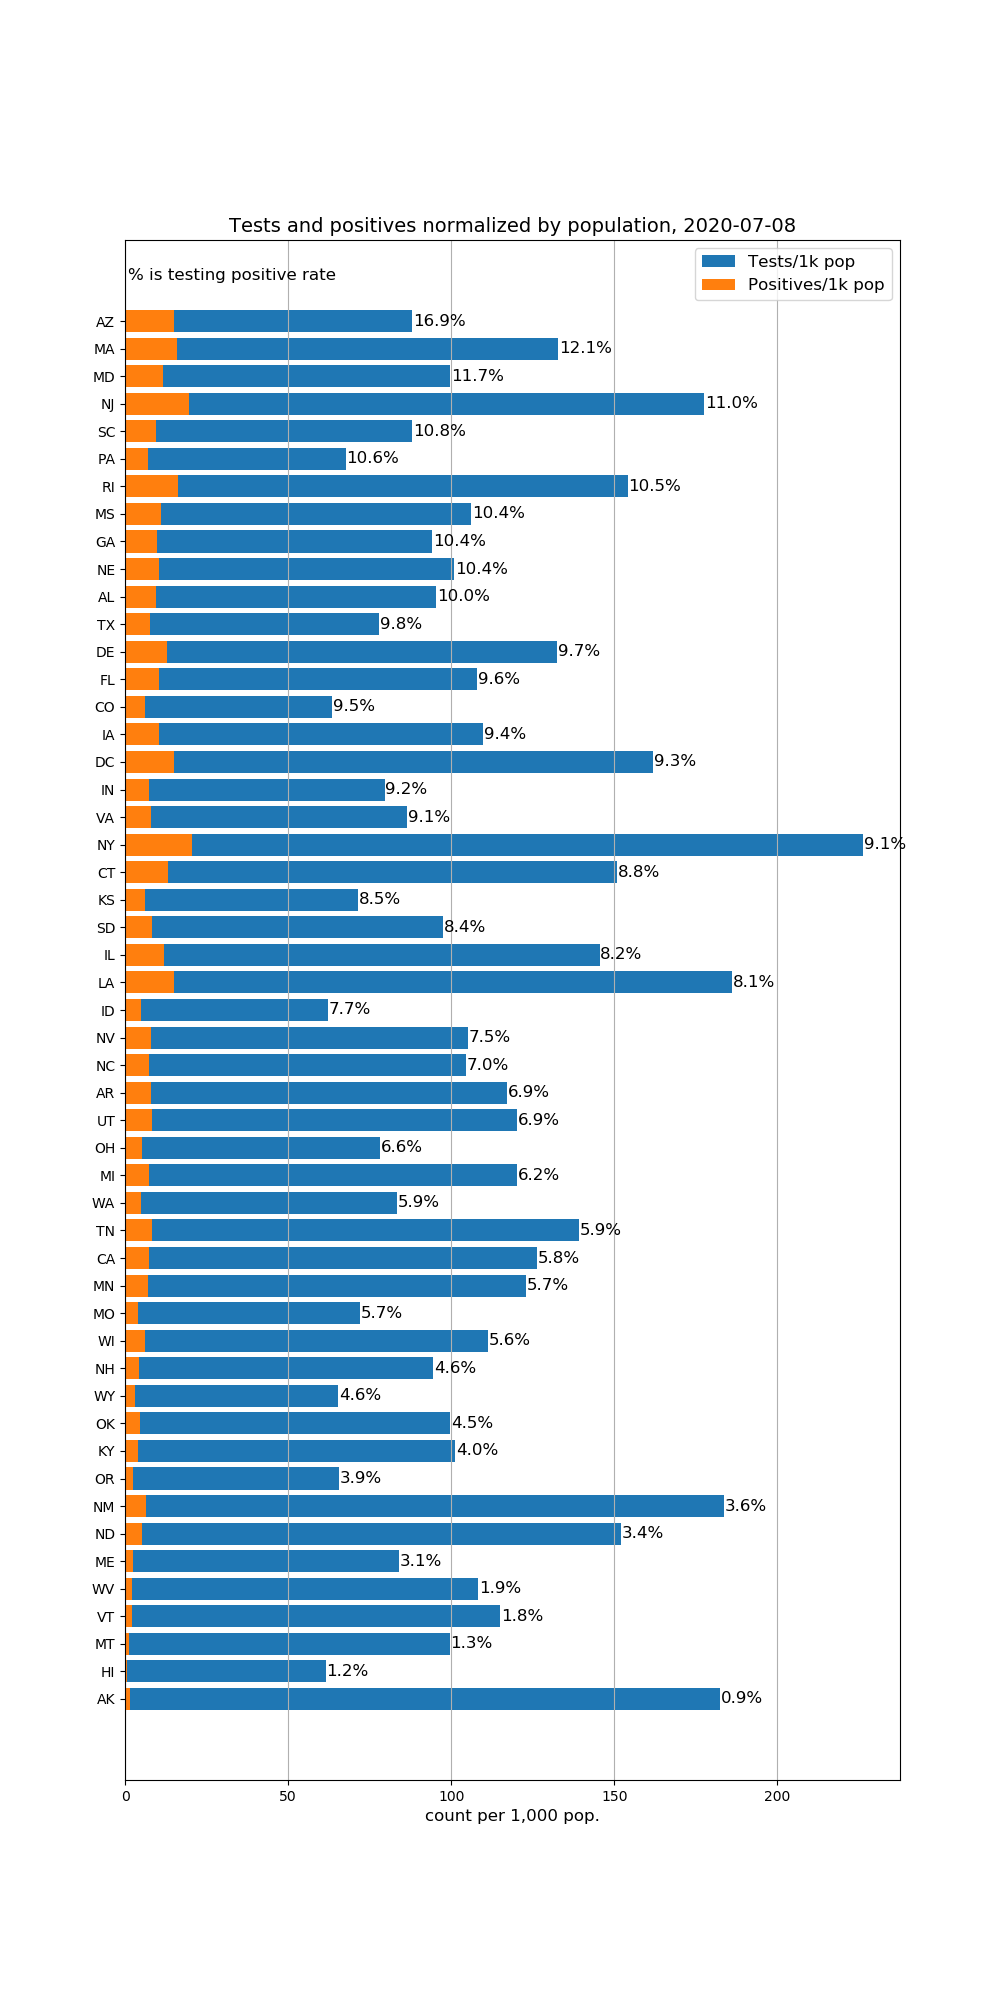 Tests and positives normalized by population, 2020-07-08
% is testing positive rate
Tests/1k pop
Positives/1k pop
AZ 16.9%
MA 12.1%
MD 11.7%
NJ 11.0%
SC 10.8%
PA 10.6%
RI 10.5%
MS 10.4%
GA 10.4%
NE 10.4%
AL 10.0%
TX 9.8%
DE 9.7%
FL 9.6%
CO 9.5%
IA 9.4%
DC 9.3%
IN 9.2%
VA 9.1%
NY 9.1%
CT 8.8%
KS 8.5%
SD 8.4%
IL 8.2%
LA 8.1%
ID 7.7%
NV 7.5%
NC 7.0%
AR 6.9%
UT 6.9%
OH 6.6%
MI 6.2%
WA 5.9%
TN 5.9%
CA 5.8%
MN 5.7%
MO 5.7%
WI 5.6%
NH 4.6%
WY 4.6%
OK 4.5%
KY 4.0%
OR 3.9%
NM 3.6%
ND 3.4%
ME 3.1%
WV 1.9%
VT 1.8%
MT 1.3%
HI 1.2%
AK 0.9%
0 50 100 150 200
count per 1,000 pop.